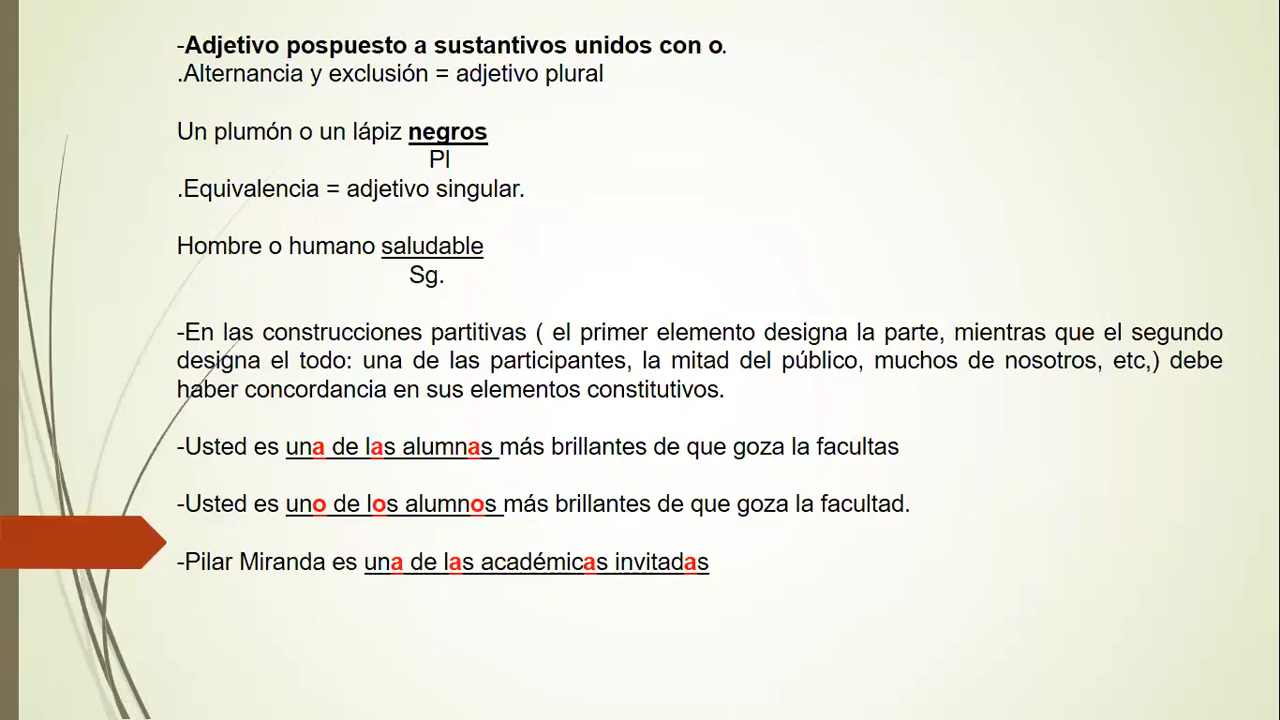 -Adjetivo pospuesto a sustantivos unidos con o.
.Alternancia y exclusión = adjetivo plural
Un plumón o un lápiz negros
Pl
.Equivalencia = adjetivo singular.
Hombre o humano saludable
Sg.
-En las construcciones partitivas ( el primer elemento designa la parte, mientras que el segundo
designa el todo: una de las participantes, la mitad del público, muchos de nosotros, etc,) debe
haber concordancia en sus elementos constitutivos.
-Usted es una de las alumnas más brillantes de que goza la facultas
-Usted es uno de los alumnos más brillantes de que goza la facultad.
-Pilar Miranda es una de las académicas invitadas